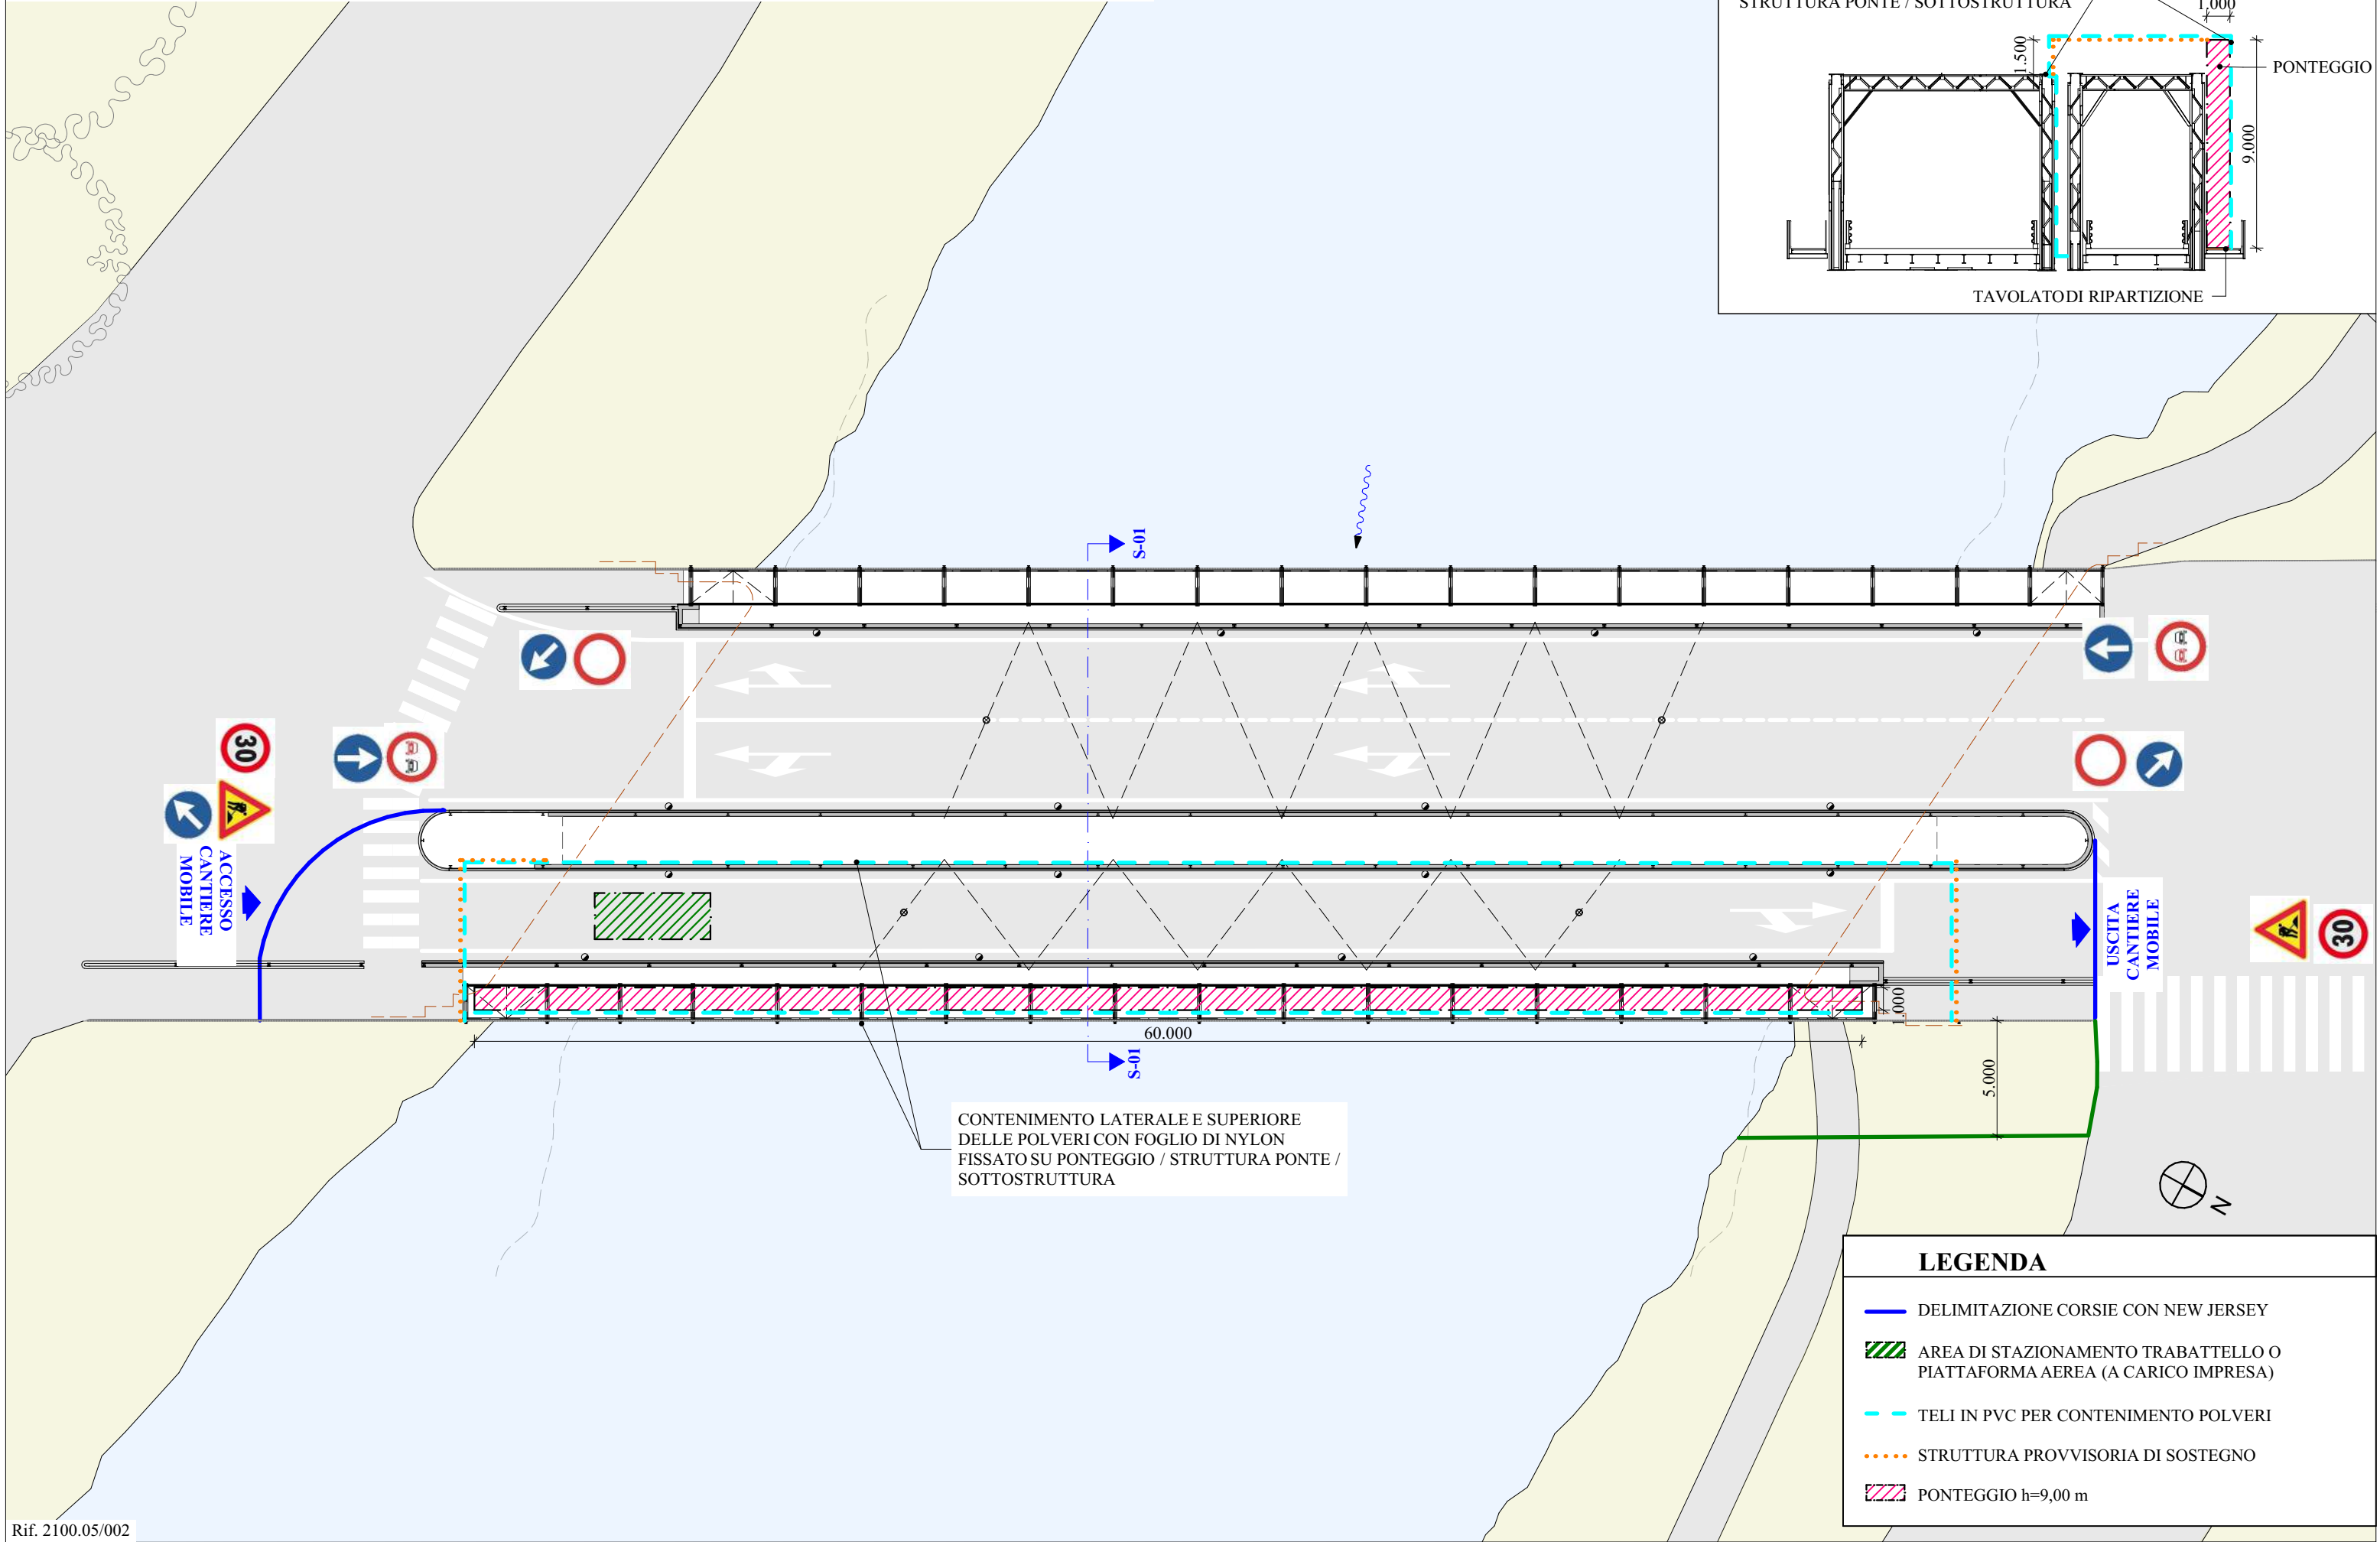 STRUTTURA PONTE / SOTTOSTRUTTURA
1.000
1.500
PONTEGGIO
9.000
TAVOLATO DI RIPARTIZIONE
S-01
30
ACCESSO
CANTIERE
MOBILE
USCITA
CANTIERE
MOBILE
30
1.000
60.000
S-01
5.000
CONTENIMENTO LATERALE E SUPERIORE
DELLE POLVERI CON FOGLIO DI NYLON
FISSATO SU PONTEGGIO / STRUTTURA PONTE /
SOTTOSTRUTTURA
N
LEGENDA
DELIMITAZIONE CORSIE CON NEW JERSEY
AREA DI STAZIONAMENTO TRABATTELLO O
PIATTAFORMA AEREA (A CARICO IMPRESA)
TELI IN PVC PER CONTENIMENTO POLVERI
STRUTTURA PROVVISORIA DI SOSTEGNO
PONTEGGIO h=9,00 m
Rif. 2100.05/002